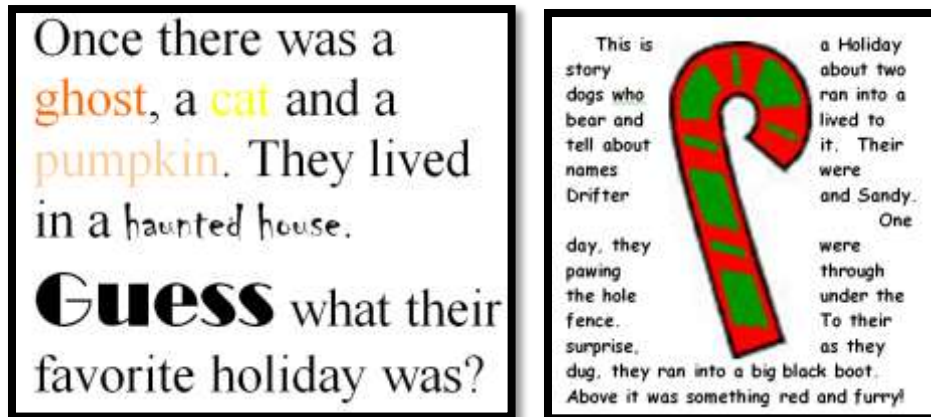 Once there was a
ghost, a cat and a
pumpkin. They lived
in a haunted house.
Guess what their
favorite holiday was?
This is a Holiday
story about two
dogs who ran into a
bear and lived to
tell about it. Their
names were
Drifter and Sandy.
One
day, they were
pawing through
the hole under the
fence. To their
surprise, as they
dug, they ran into a big black boot.
Above it was something red and furry!